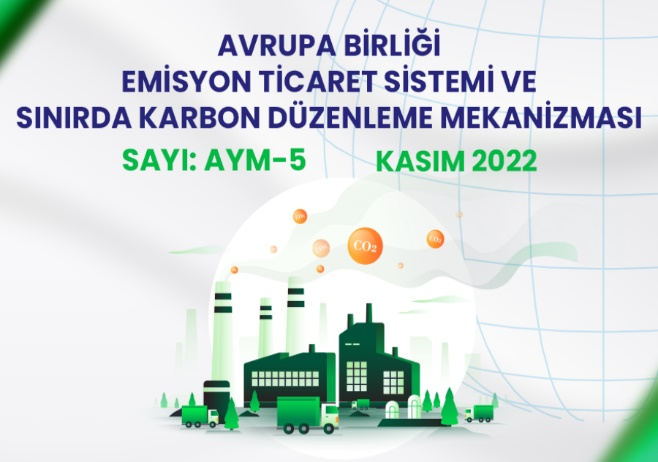 AVRUPA BİRLİĞİ
EMİSYON TİCARET SİSTEMİ VE
SINIRDA KARBON DÜZENLEME MEKANİZMASI
SAYI: AYM-5 KASIM 2022
CO₂